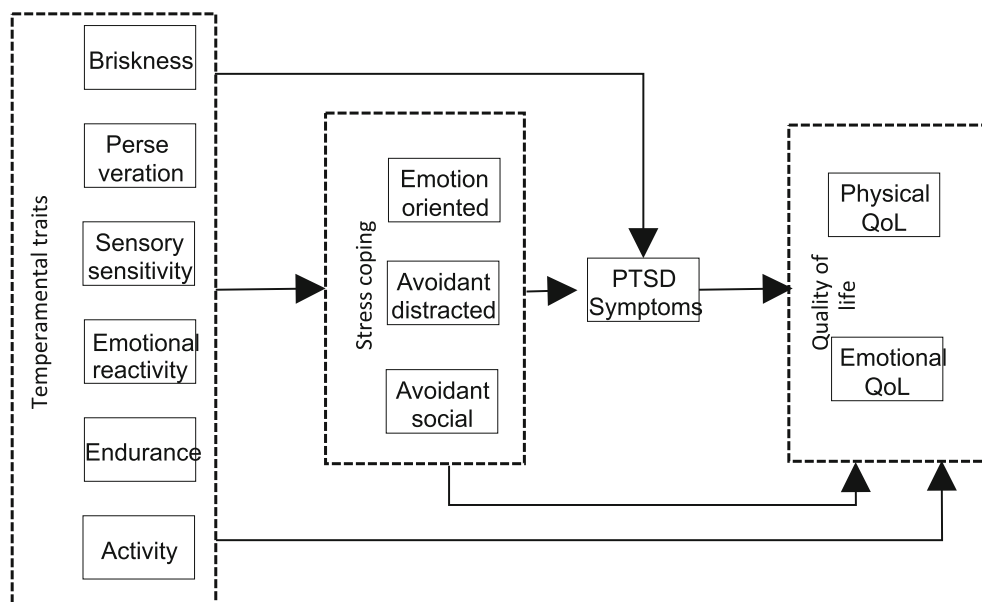 Temperamental traits
Briskness
Perse
veration
Sensory
sensitivity
Emotional
reactivity
Endurance
Activity
Stress coping
Emotion
oriented
Avoidant
distracted
Avoidant
social
PTSD
Symptoms
Quality of
life
Physical
QoL
Emotional
QoL